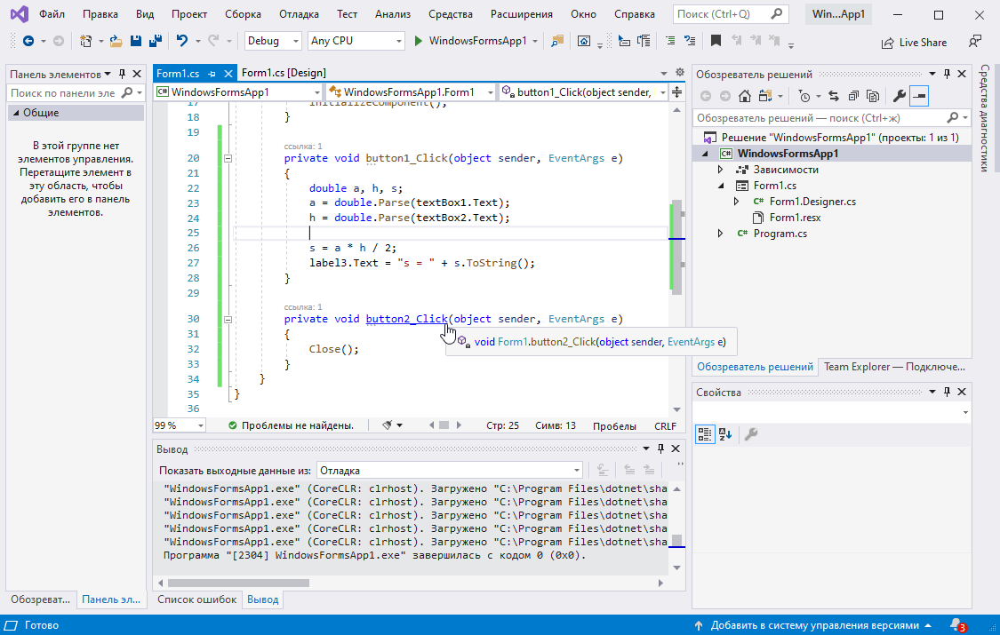 Файл Правка Вид Проект Сборка Отладка Тест Анализ Средства Расширения Окно Справка Поиск (Ctrl+Q) Win...App1
Debug Any CPU WindowsFormsApp1 Live Share
Панель элементов
Поиск по панели эле
Общие
В этой группе нет
элементов управления.
Перетащите элемент в
эту область, чтобы
добавить его в панель
элементов.
Обозреват... Панель эл...
Form1.cs Form1.cs [Design]
C# WindowsFormsApp1 WindowsFormsApp1.Form1 button1_Click(object sender,
17 InitializeComponent();
18 }
19
ссылка: 1
20 private void button1_Click(object sender, EventArgs e)
21 {
22 double a, h, s;
23 a = double.Parse(textBox1.Text);
24 h = double.Parse(textBox2.Text);
25
26 s = a * h / 2;
27 label3.Text = "s = " + s.ToString();
28 }
29
ссылка: 1
30 private void button2_Click(object sender, EventArgs e)
void Form1.button2_Click(object sender, EventArgs e)
31 {
32 Close();
33 }
34 }
35 }
36
99 % Проблемы не найдены. Стр: 25 Симв: 13 Пробелы CRLF
Вывод
Показать выходные данные из: Отладка
"WindowsFormsApp1.exe" (CoreCLR: clrhost). Загружено "C:\Program Files\dotnet\sha
"WindowsFormsApp1.exe" (CoreCLR: clrhost). Загружено "C:\Program Files\dotnet\sha
"WindowsFormsApp1.exe" (CoreCLR: clrhost). Загружено "C:\Program Files\dotnet\sha
"WindowsFormsApp1.exe" (CoreCLR: clrhost). Загружено "C:\Program Files\dotnet\sha
"WindowsFormsApp1.exe" (CoreCLR: clrhost). Загружено "C:\Program Files\dotnet\sha
Программа "[2304] WindowsFormsApp1.exe" завершилась с кодом 0 (0x0).
Список ошибок Вывод
Обозреватель решений
Обозреватель решений — поиск (Ctrl+ж)
Решение "WindowsFormsApp1" (проекты: 1 из 1)
C# WindowsFormsApp1
Зависимости
Form1.cs
C# Form1.Designer.cs
Form1.resx
C# Program.cs
Обозреватель решений Team Explorer — Подключе...
Свойства
Средства диагностики
Готово Добавить в систему управления версиями 3